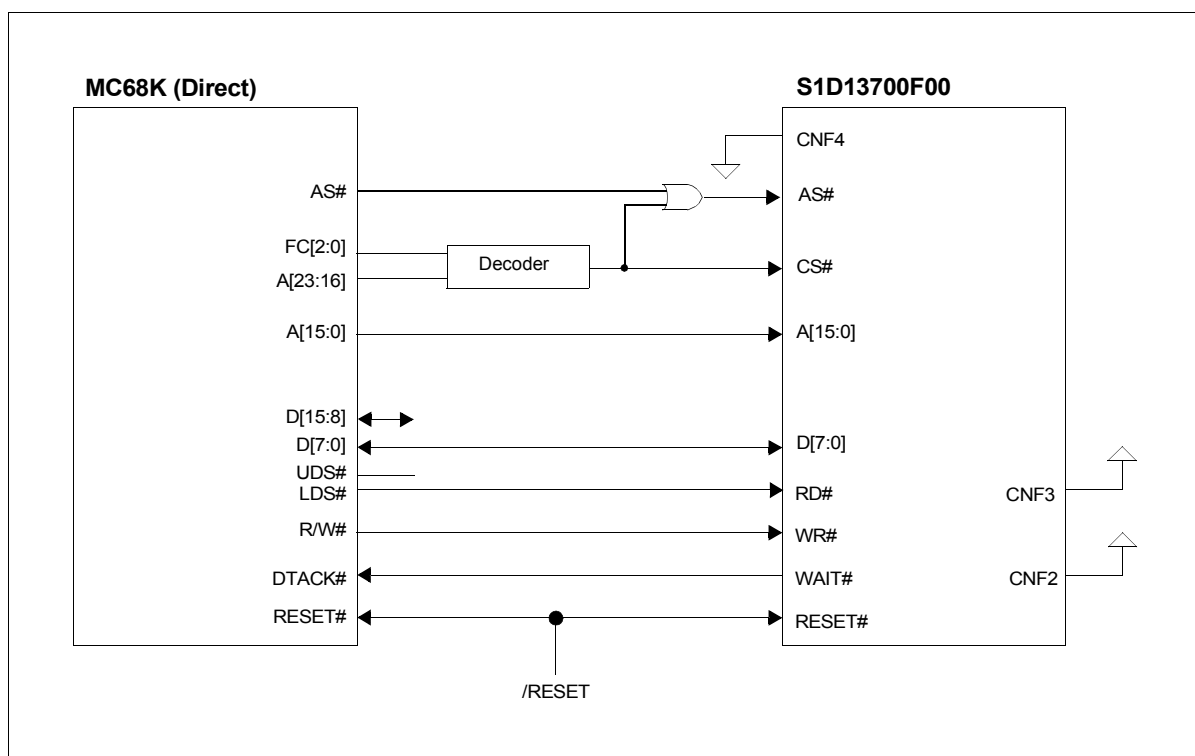 MC68K (Direct)
S1D13700F00
CNF4
AS#
AS#
FC[2:0]
Decoder
CS#
A[23:16]
A[15:0]
A[15:0]
D[15:8]
D[7:0]
D[7:0]
UDS#
LDS#
RD#
CNF3
R/W#
WR#
DTACK#
WAIT#
CNF2
RESET#
RESET#
/RESET